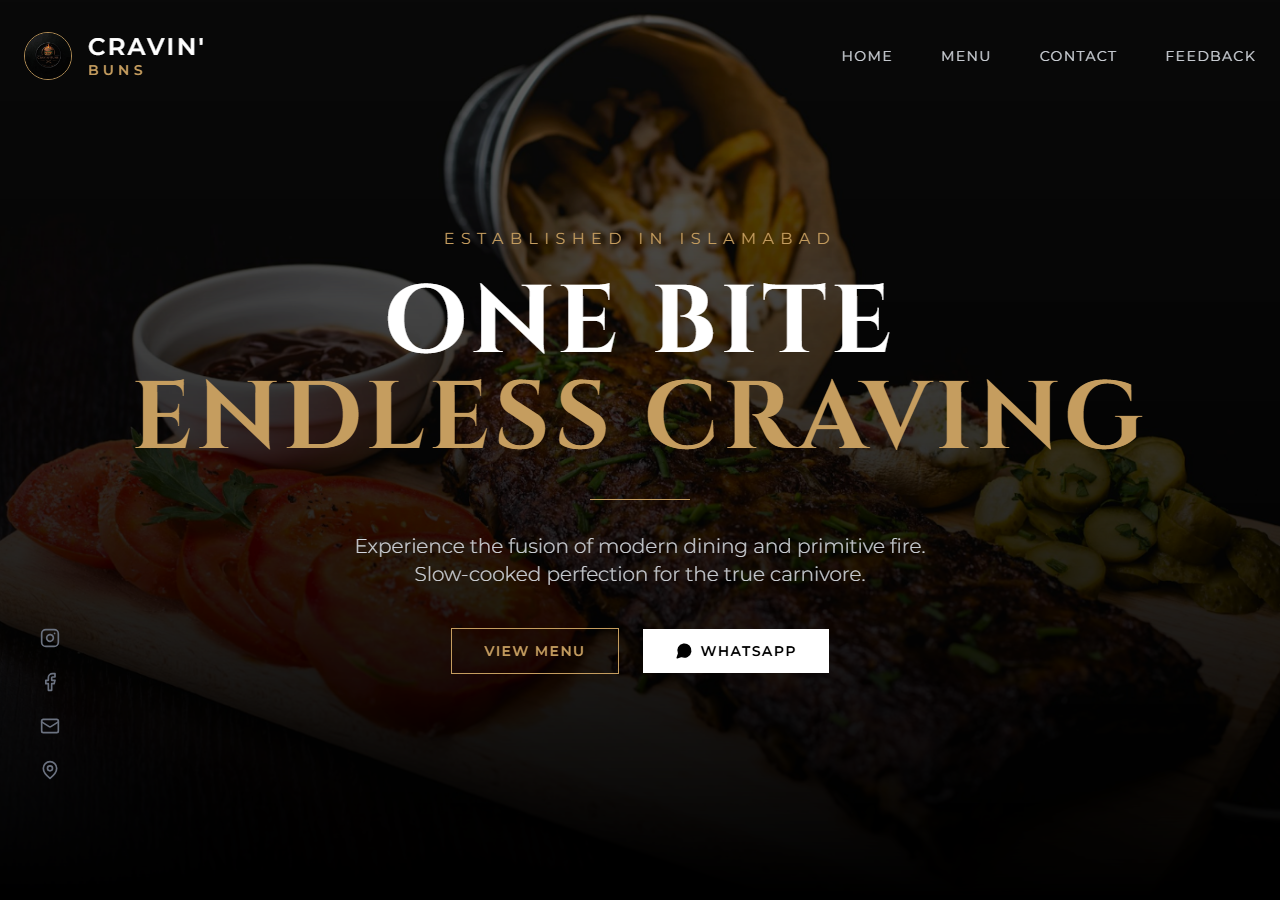 CRAVIN'
BUNS
HOME MENU CONTACT FEEDBACK
ESTABLISHED IN ISLAMABAD
ONE BITE
ENDLESS CRAVING
Experience the fusion of modern dining and primitive fire.
Slow-cooked perfection for the true carnivore.
VIEW MENU WHATSAPP